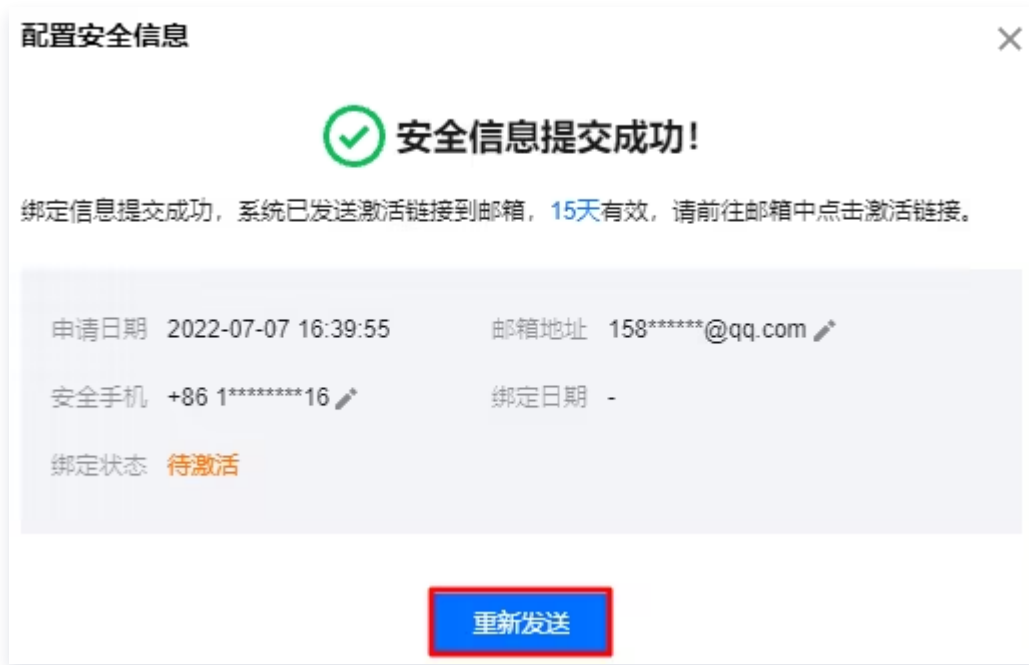 配置安全信息
安全信息提交成功！
绑定信息提交成功，系统已发送激活链接到邮箱，15天有效，请前往邮箱中点击激活链接。
申请日期 2022-07-07 16:39:55 邮箱地址 158******@qq.com
安全手机 +86 1********16 绑定日期 -
绑定状态 待激活
重新发送